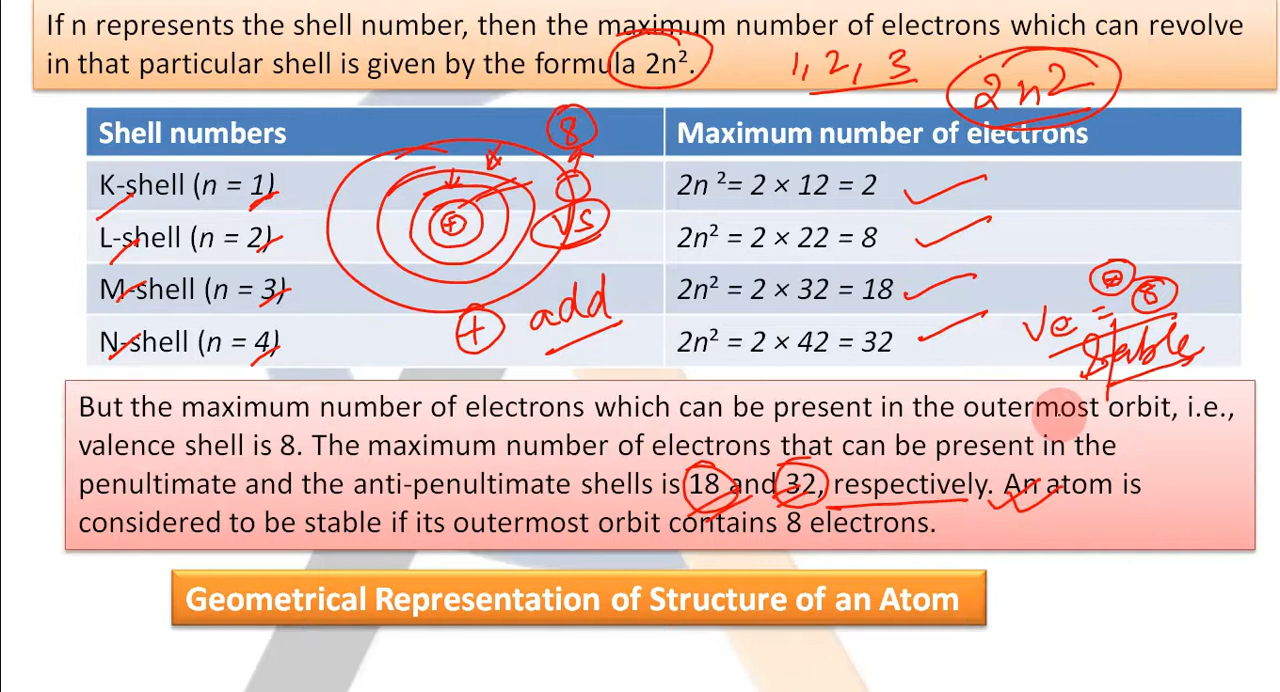 If n represents the shell number, then the maximum number of electrons which can revolve
in that particular shell is given by the formula 2n².
1, 2, 3
2n2
Shell numbers
Maximum number of electrons
8
K-shell (n = 1)
2n ²= 2 × 12 = 2
VS
L-shell (n = 2)
2n² = 2 × 22 = 8
M-shell (n = 3)
2n² = 2 × 32 = 18
+ add
8
Ve =
stable
N-shell (n = 4)
2n² = 2 × 42 = 32
But the maximum number of electrons which can be present in the outermost orbit, i.e.,
valence shell is 8. The maximum number of electrons that can be present in the
penultimate and the anti-penultimate shells is 18 and 32, respectively. An atom is
considered to be stable if its outermost orbit contains 8 electrons.
Geometrical Representation of Structure of an Atom